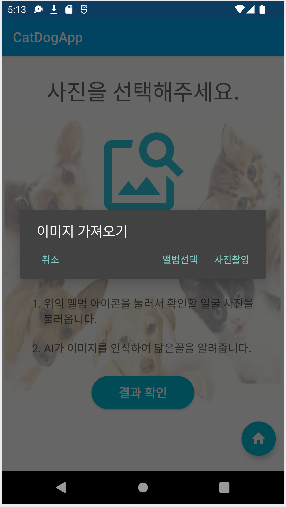 5:13
CatDogApp
사진을 선택해주세요.
이미지 가져오기
취소 앨범선택 사진촬영
1. 위의 앨범 아이콘을 눌러서 확인할 얼굴 사진을
불러옵니다.
2. AI가 이미지를 인식하여 닮은꼴을 알려줍니다.
결과 확인